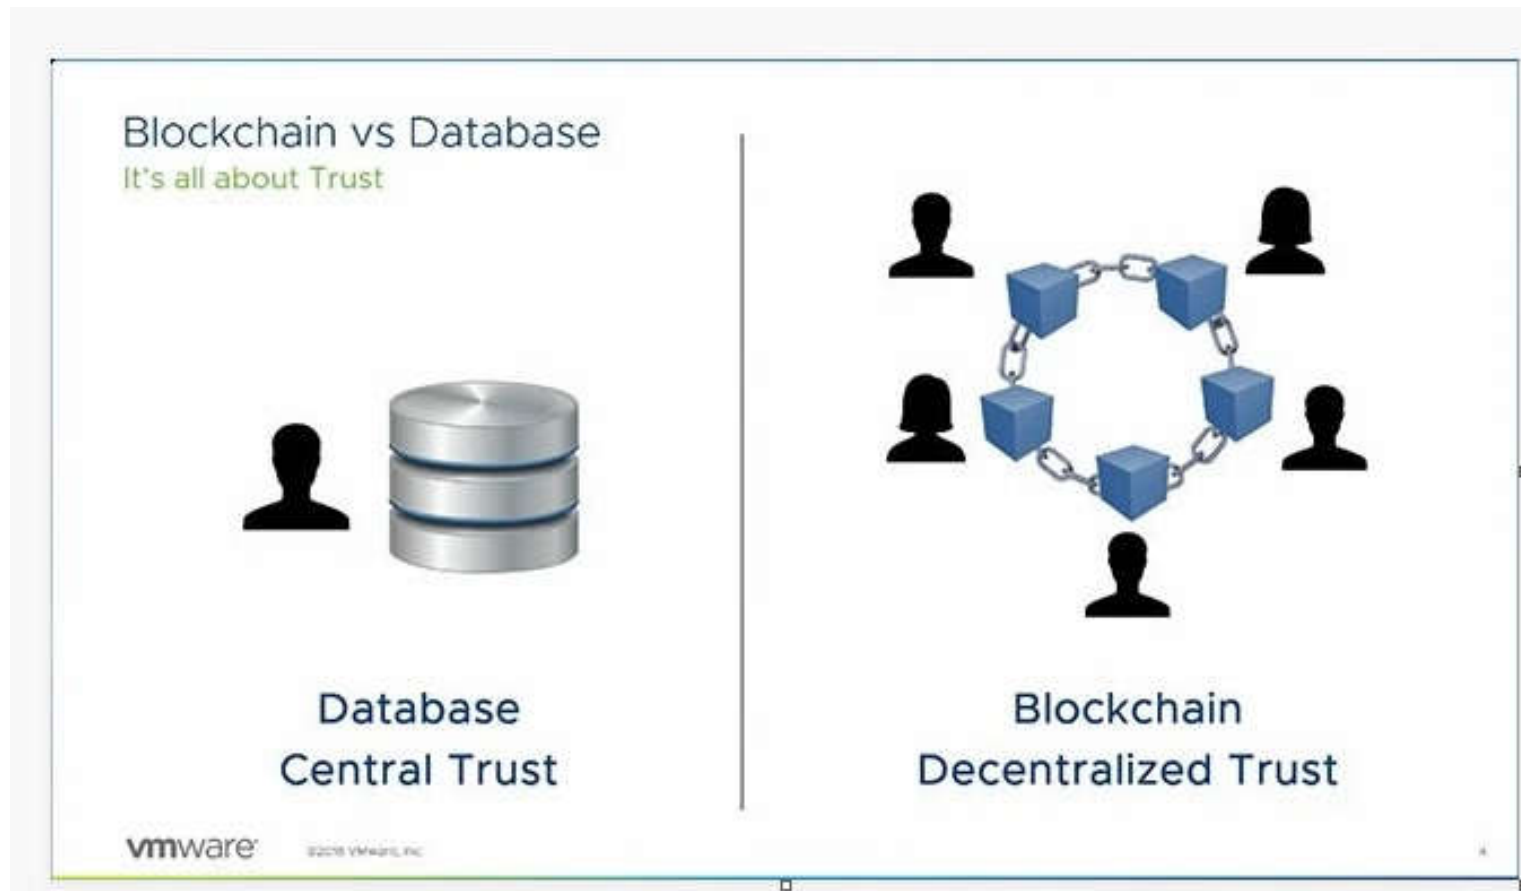 Blockchain vs Database
It's all about Trust
Database
Central Trust
Blockchain
Decentralized Trust
vmware